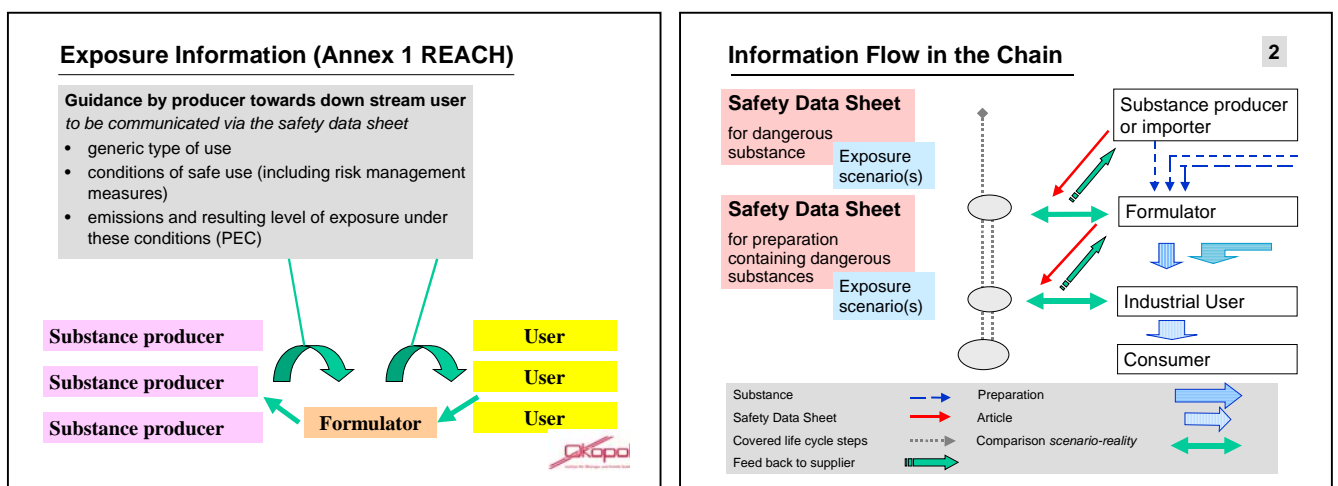 Exposure Information (Annex 1 REACH)
Guidance by producer towards down stream user
to be communicated via the safety data sheet
• generic type of use
• conditions of safe use (including risk management
measures)
• emissions and resulting level of exposure under
these conditions (PEC)
Substance producer
Substance producer
Substance producer
Formulator
User
User
User
Information Flow in the Chain
2
Safety Data Sheet
for dangerous
substance
Exposure
scenario(s)
Safety Data Sheet
for preparation
containing dangerous
substances
Exposure
scenario(s)
Substance producer
or importer
Formulator
Industrial User
Consumer
Substance
Safety Data Sheet
Covered life cycle steps
Feed back to supplier
Preparation
Article
Comparison scenario-reality